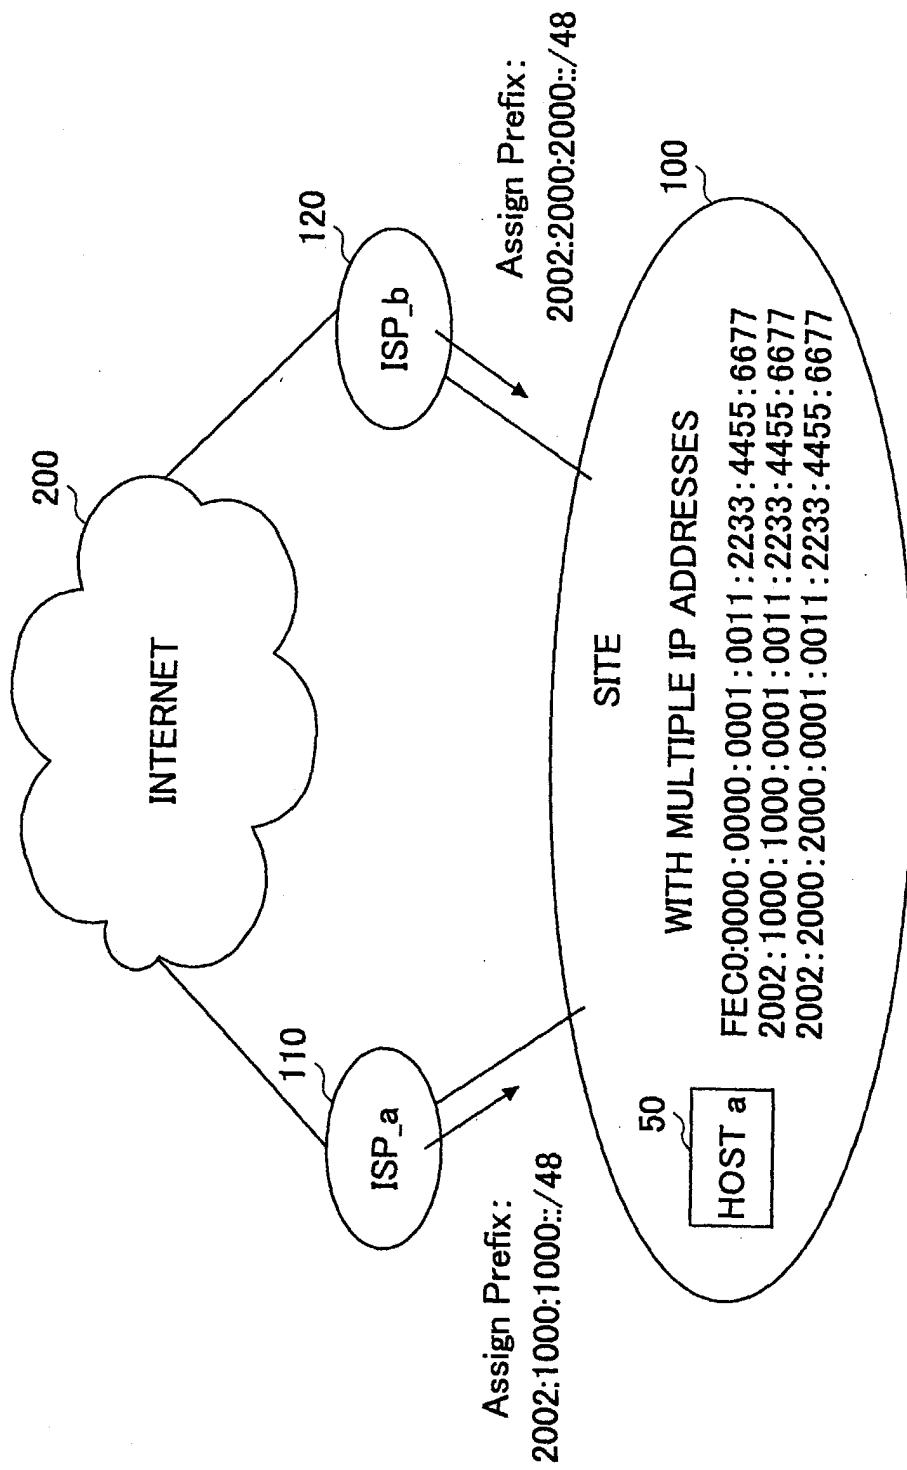 200
INTERNET
110
ISP_a
120
ISP_b
Assign Prefix:
2002:1000:1000::/48
Assign Prefix:
2002:2000:2000::/48
100
SITE
50
HOST a
WITH MULTIPLE IP ADDRESSES
FEC0:0000:0000:0001:0011:2233:4455:6677
2002:1000:1000:0001:0011:2233:4455:6677
2002:2000:2000:0001:0011:2233:4455:6677